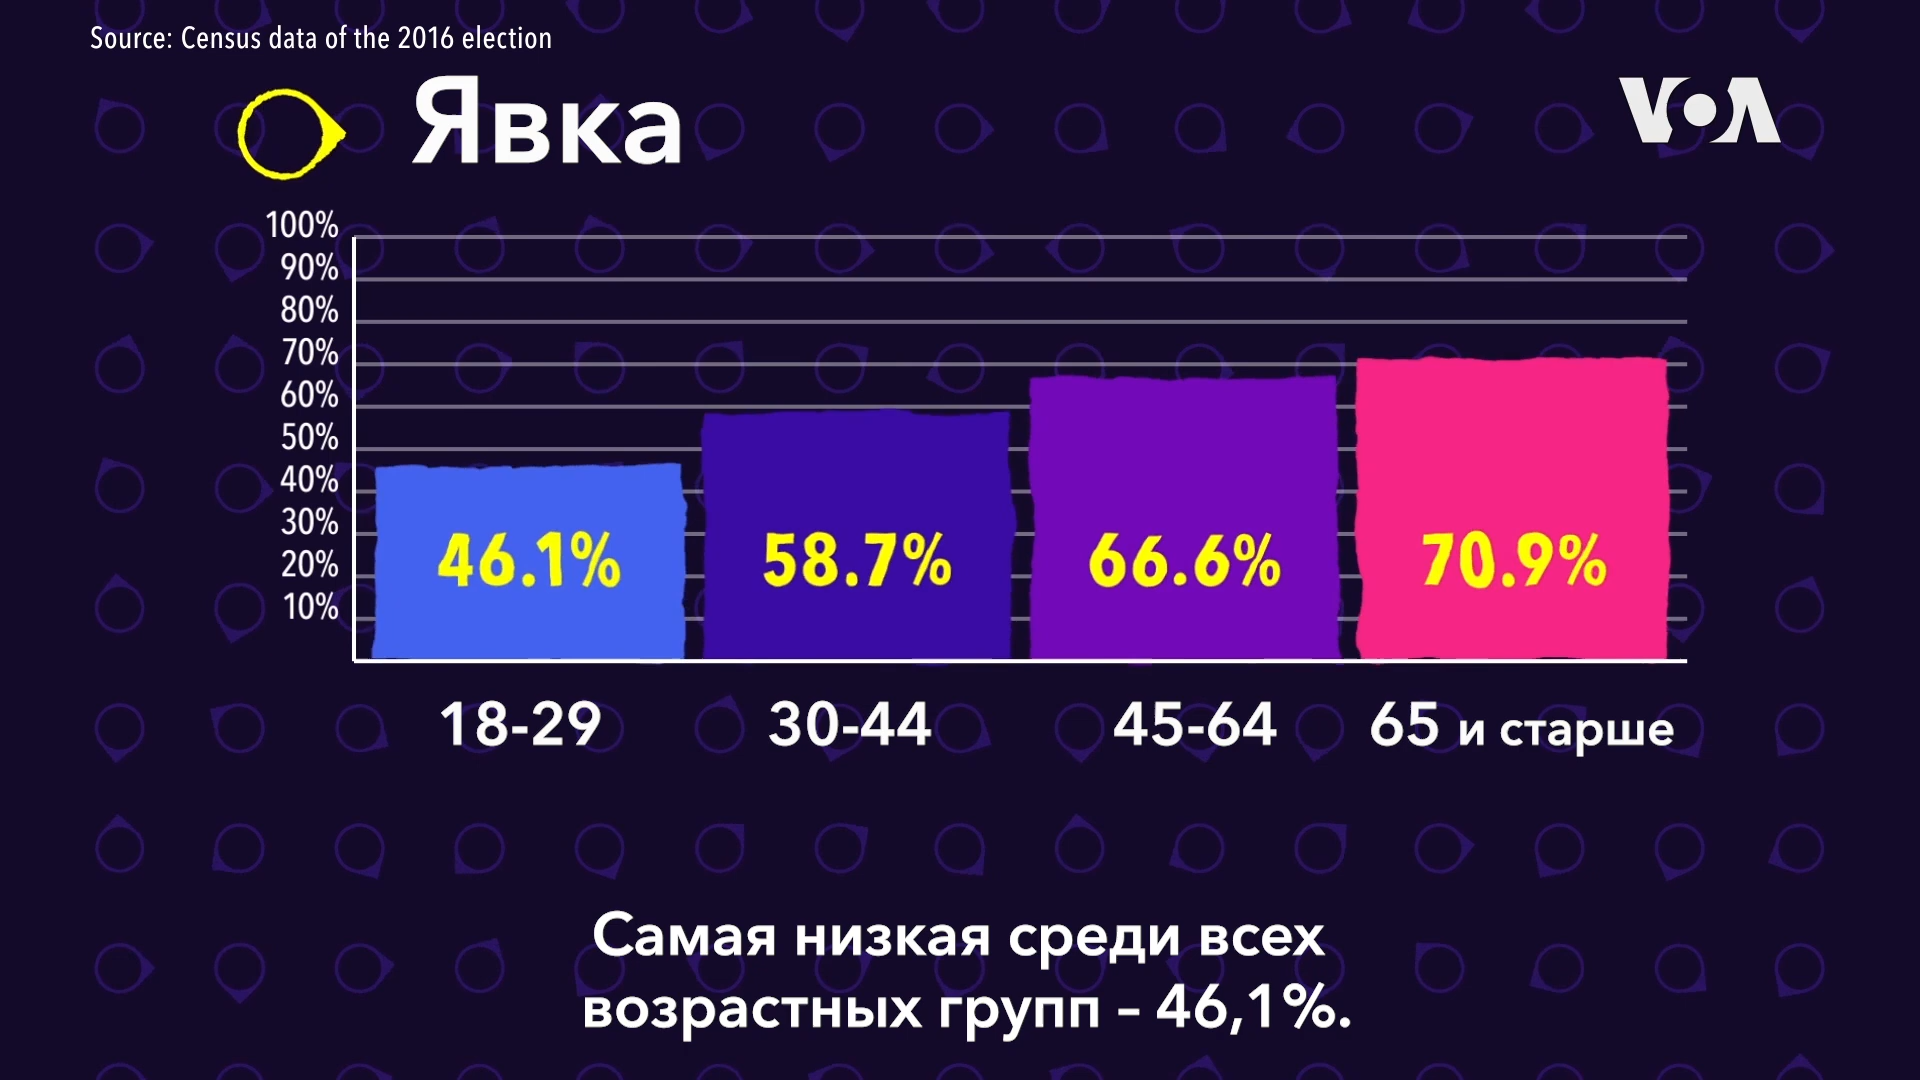 Source: Census data of the 2016 election
Явка
VOA
100%
90%
80%
70%
60%
50%
40%
30%
20%
10%
46.1% 58.7% 66.6% 70.9%
18-29 30-44 45-64 65 и старше
Самая низкая среди всех
возрастных групп – 46,1%.